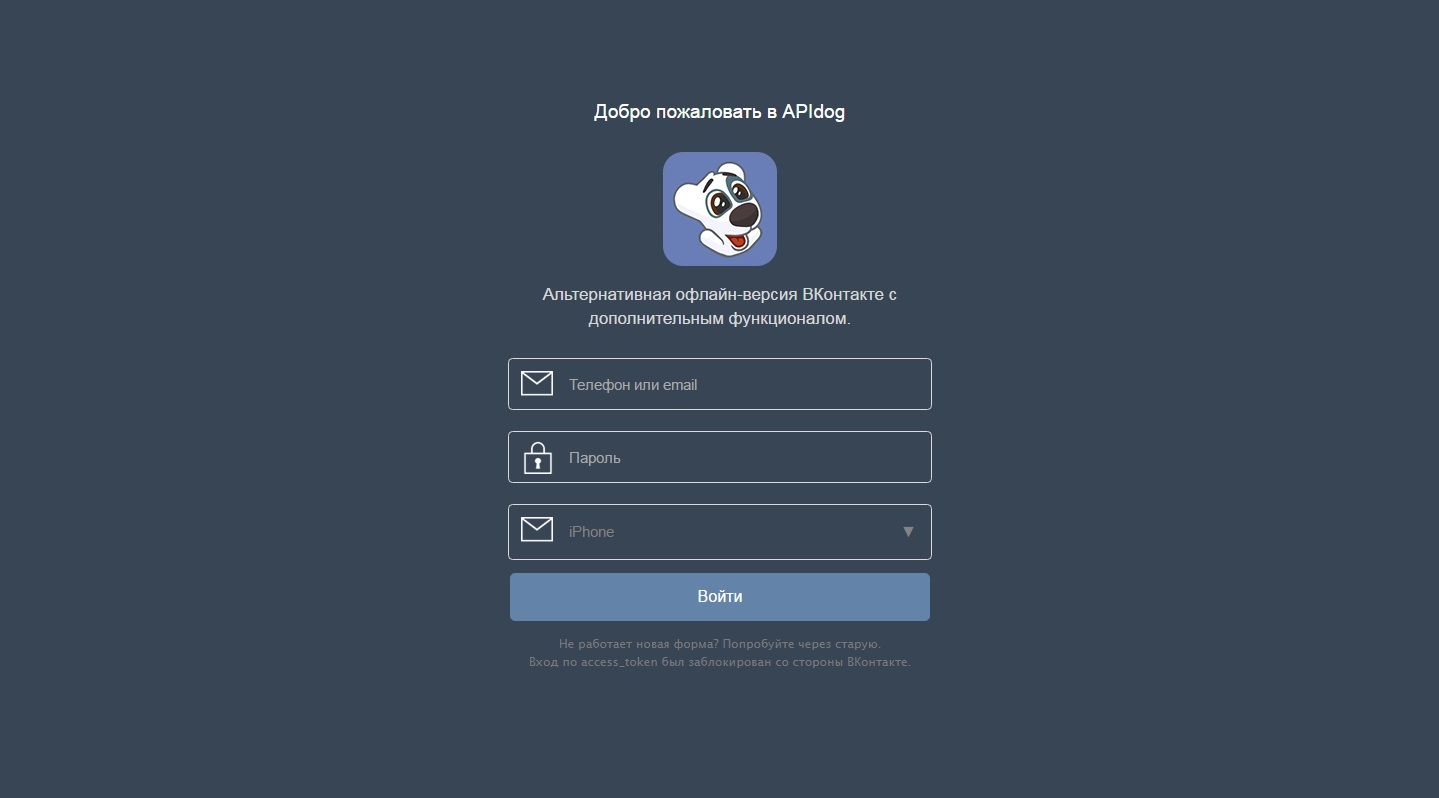 Добро пожаловать в APIdog
Альтернативная офлайн-версия ВКонтакте с
дополнительным функционалом.
Телефон или email
Пароль
iPhone ▼
Войти
Не работает новая форма? Попробуйте через старую.
Вход по access_token был заблокирован со стороны ВКонтакте.